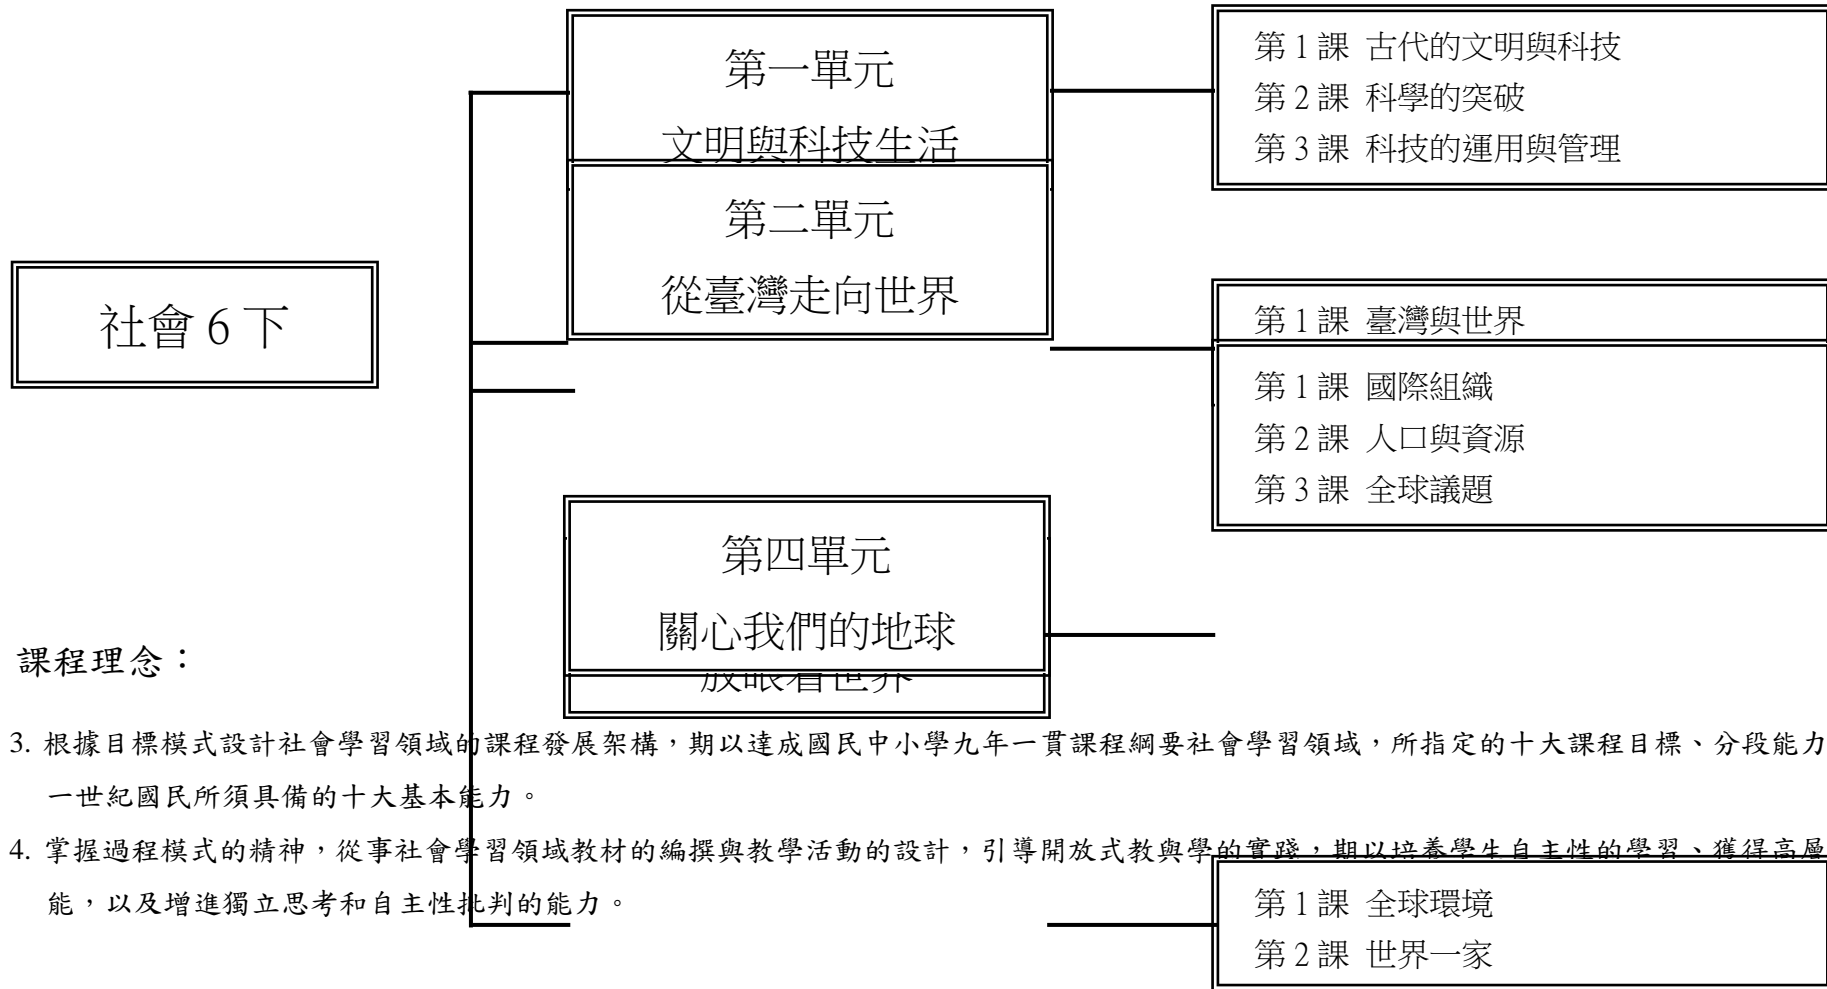 第一單元
文明與科技生活
第 1 課 古代的文明與科技
第 2 課 科學的突破
第 3 課 科技的運用與管理
第二單元
從臺灣走向世界
社會 6 下
第 1 課 臺灣與世界
第 1 課 國際組織
第 2 課 人口與資源
第 3 課 全球議題
第四單元
關心我們的地球
放眼看世界
課程理念：
3. 根據目標模式設計社會學習領域的課程發展架構，期以達成國民中小學九年一貫課程綱要社會學習領域，所指定的十大課程目標、分段能力
一世紀國民所須具備的十大基本能力。
4. 掌握過程模式的精神，從事社會學習領域教材的編撰與教學活動的設計，引導開放式教與學的實踐，期以培養學生自主性的學習、獲得高層
能，以及增進獨立思考和自主性批判的能力。
第 1 課 全球環境
第 2 課 世界一家